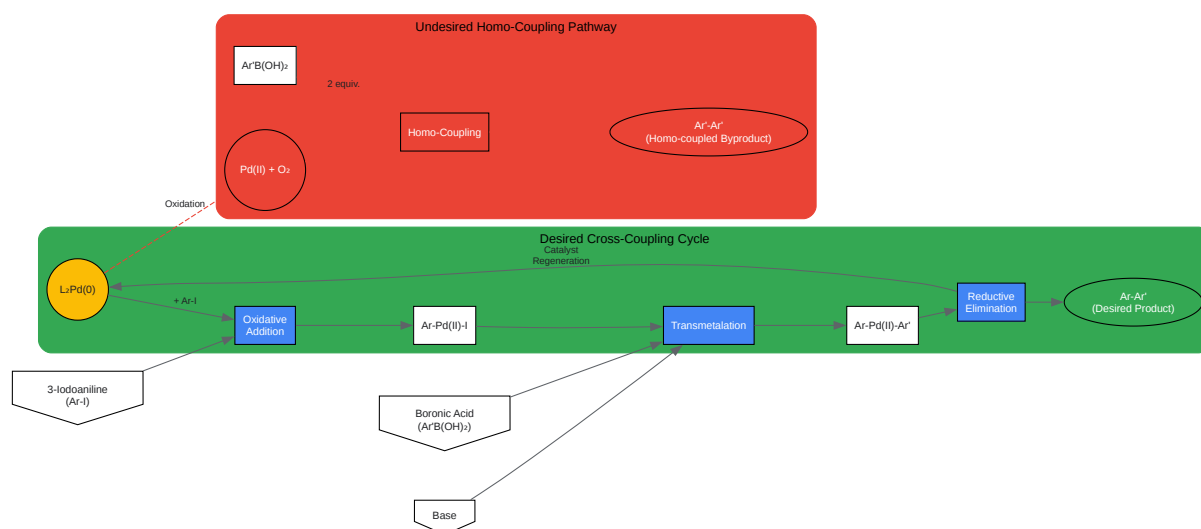 Undesired Homo-Coupling Pathway
Ar'B(OH)₂
2 equiv.
Homo-Coupling
Ar'-Ar'
(Homo-coupled Byproduct)
Pd(II) + O₂
Oxidation
Desired Cross-Coupling Cycle
Catalyst
Regeneration
L₂Pd(0)
+ Ar-I
Oxidative
Addition
Ar-Pd(II)-I
Transmetalation
Ar-Pd(II)-Ar'
Reductive
Elimination
Ar-Ar'
(Desired Product)
3-Iodoaniline
(Ar-I)
Boronic Acid
(Ar'B(OH)₂)
Base